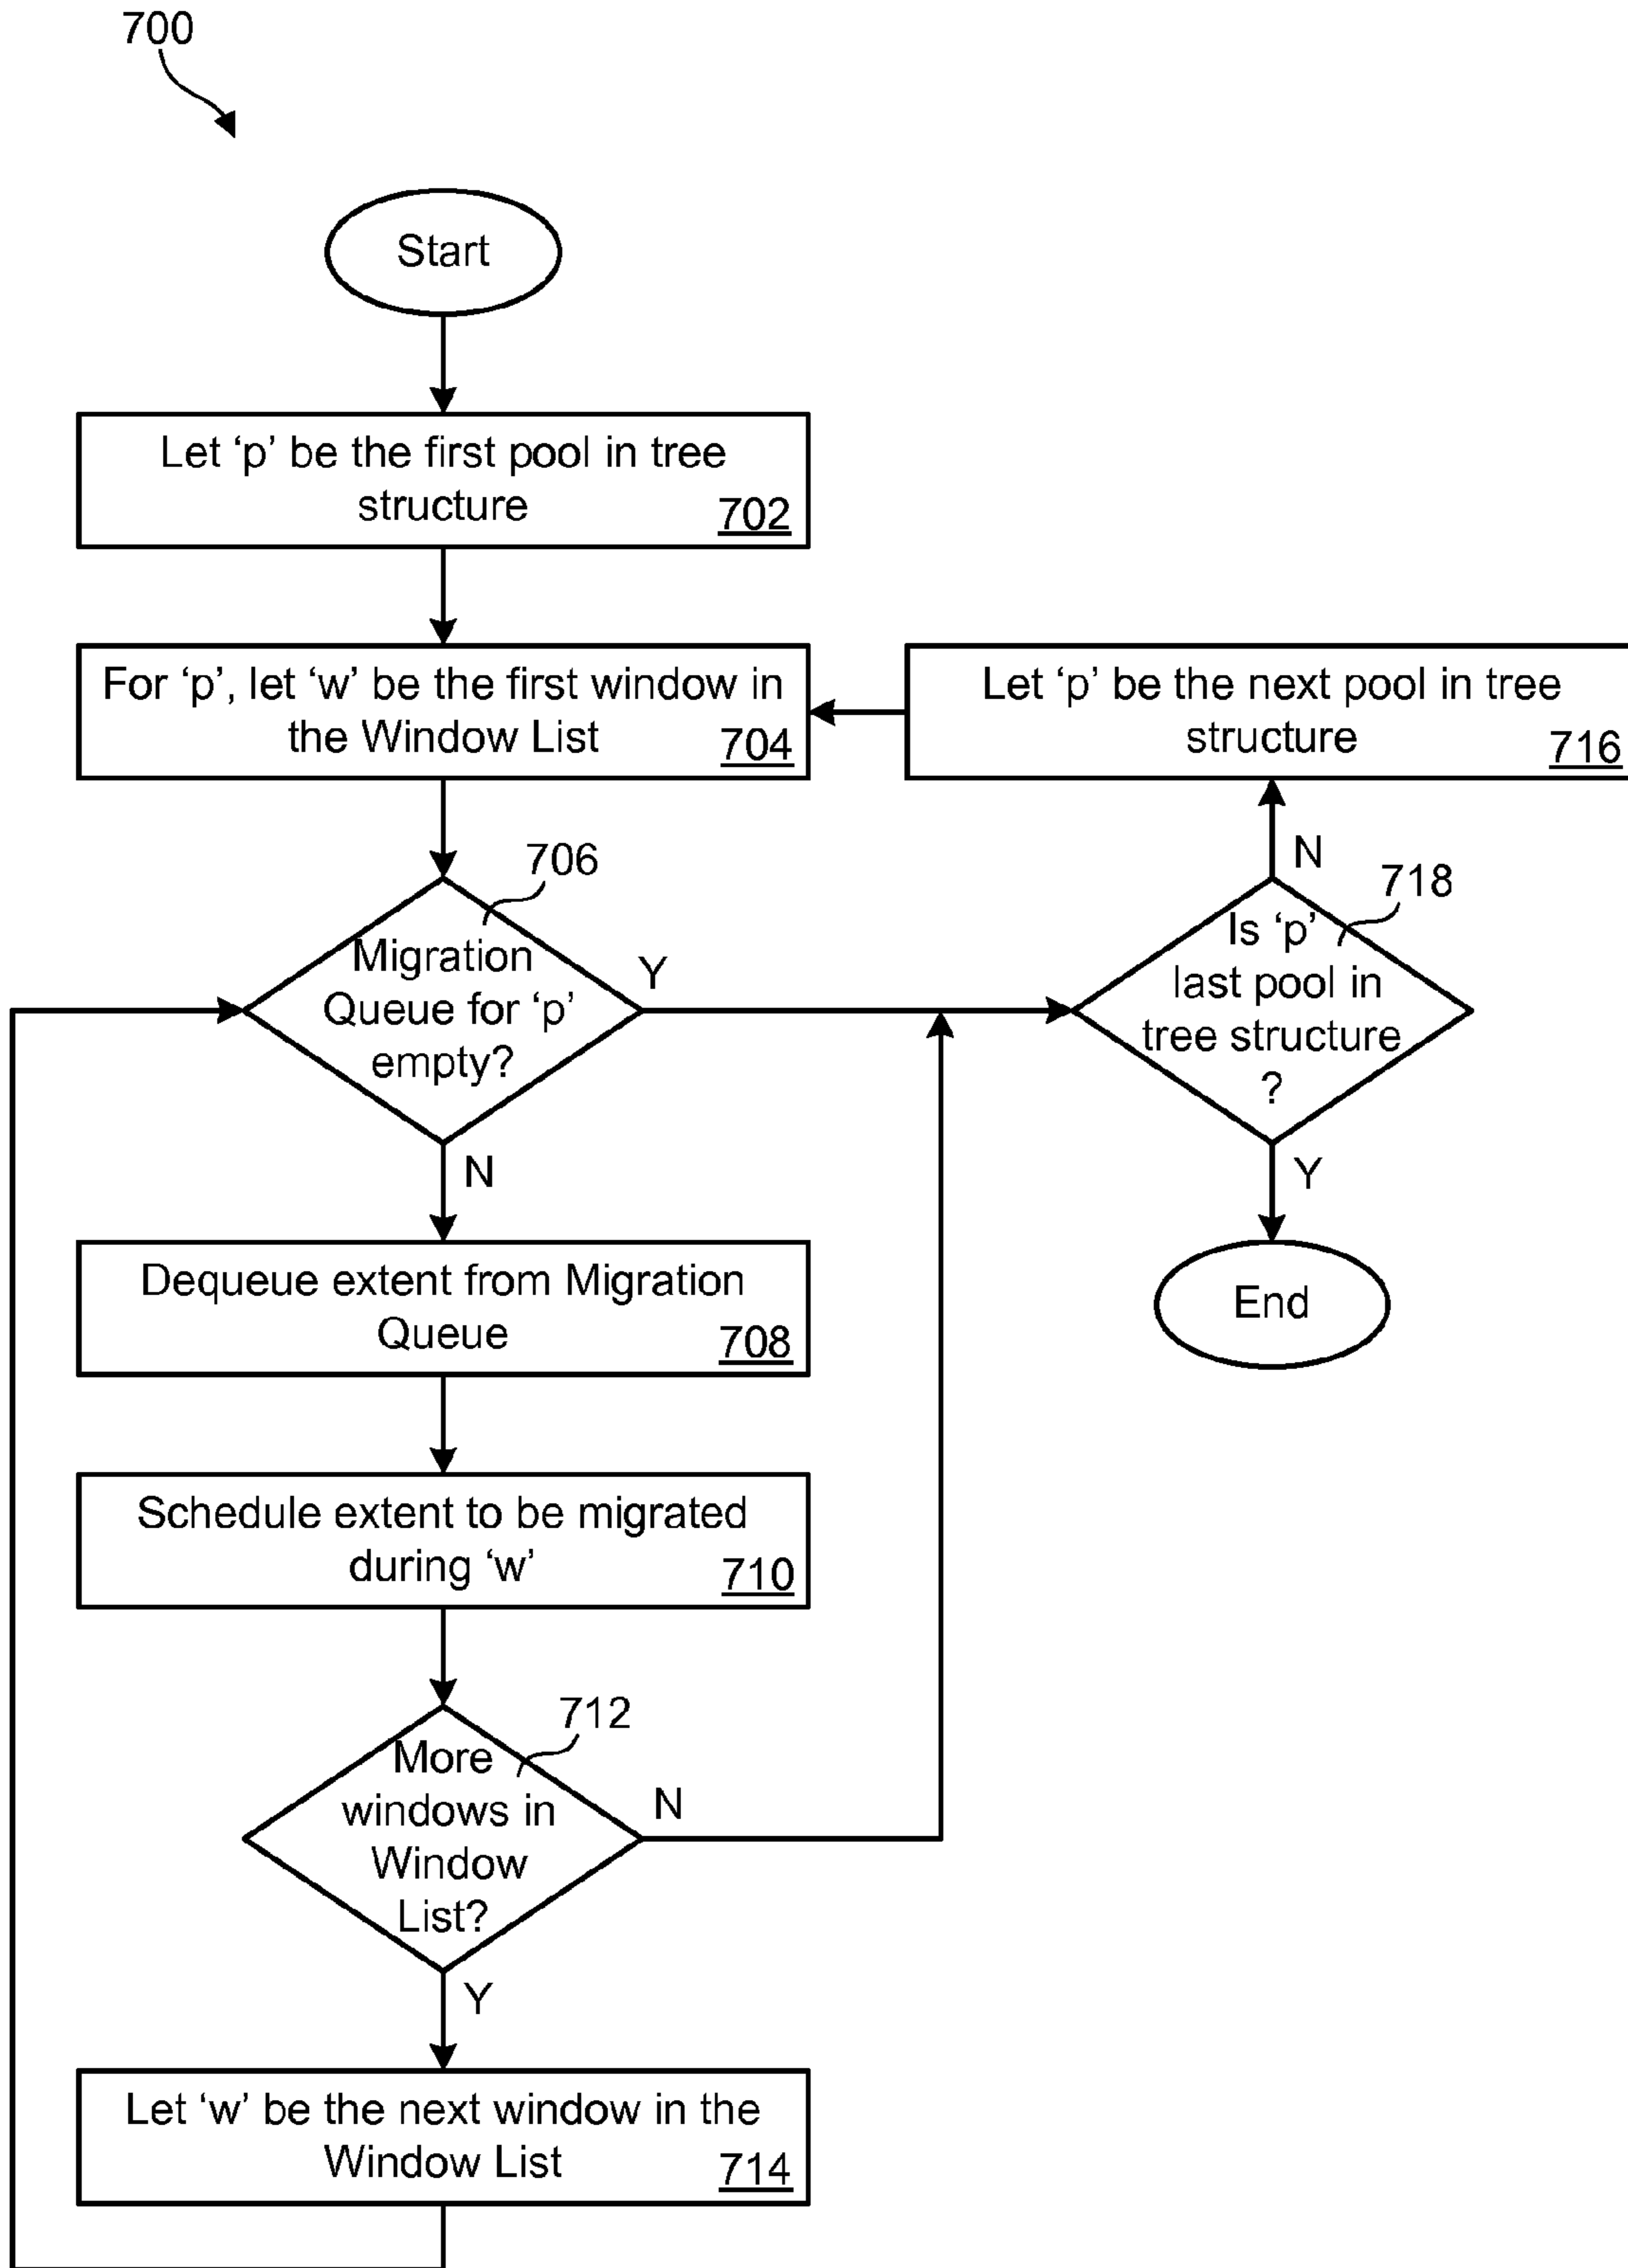 700
Start
Let ‘p’ be the first pool in tree
structure
702
For ‘p’, let ‘w’ be the first window in
the Window List
704
Let ‘p’ be the next pool in tree
structure
716
706
Migration
Queue for ‘p’
empty?
Y
N
718
Is ‘p’
last pool in
tree structure
?
N
Y
End
Dequeue extent from Migration
Queue
708
Schedule extent to be migrated
during ‘w’
710
712
More
windows in
Window
List?
N
Y
Let ‘w’ be the next window in the
Window List
714